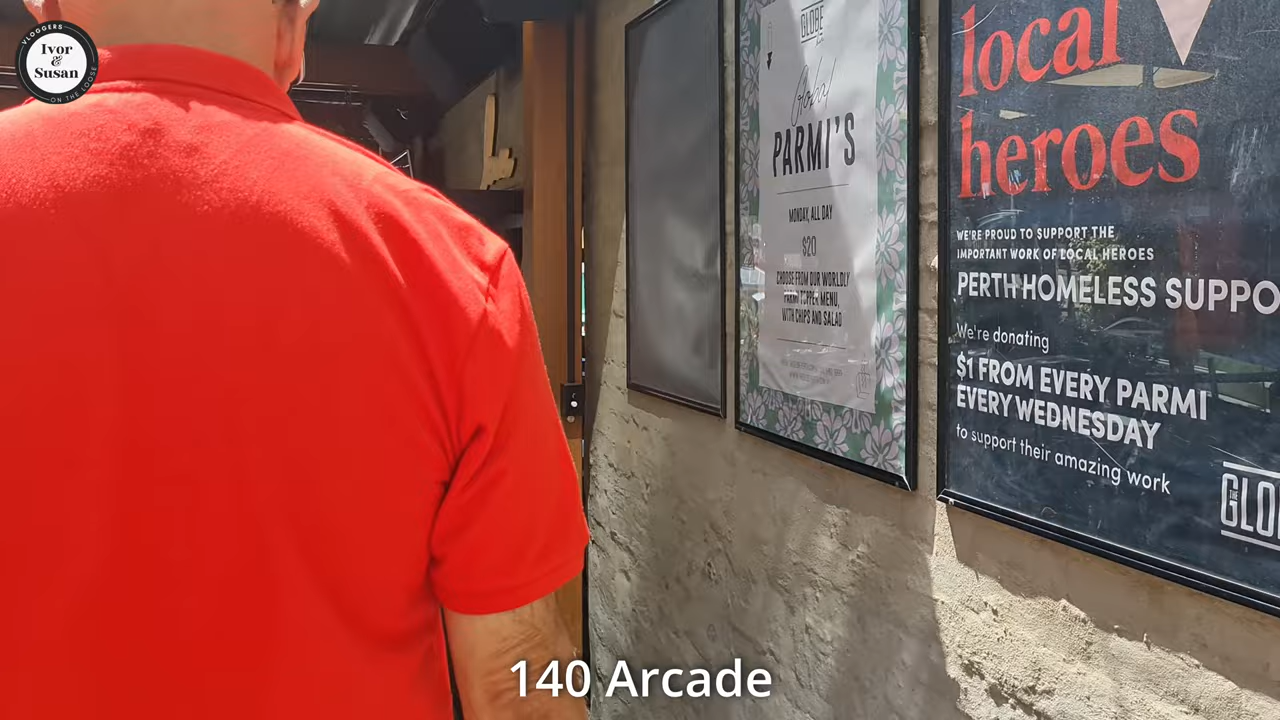 VLOGGERS
Ivor
&
Susan
ON THE LOOSE
GLOBE
Global
PARMI'S
MONDAY, ALL DAY
$20
CHOOSE FROM OUR WORLDLY
PARMI TOPPER MENU,
WITH CHIPS AND SALAD
local
heroes
WE'RE PROUD TO SUPPORT THE
IMPORTANT WORK OF LOCAL HEROES
PERTH HOMELESS SUPPO
We're donating
$1 FROM EVERY PARMI
EVERY WEDNESDAY
to support their amazing work
THE
GLO
140 Arcade